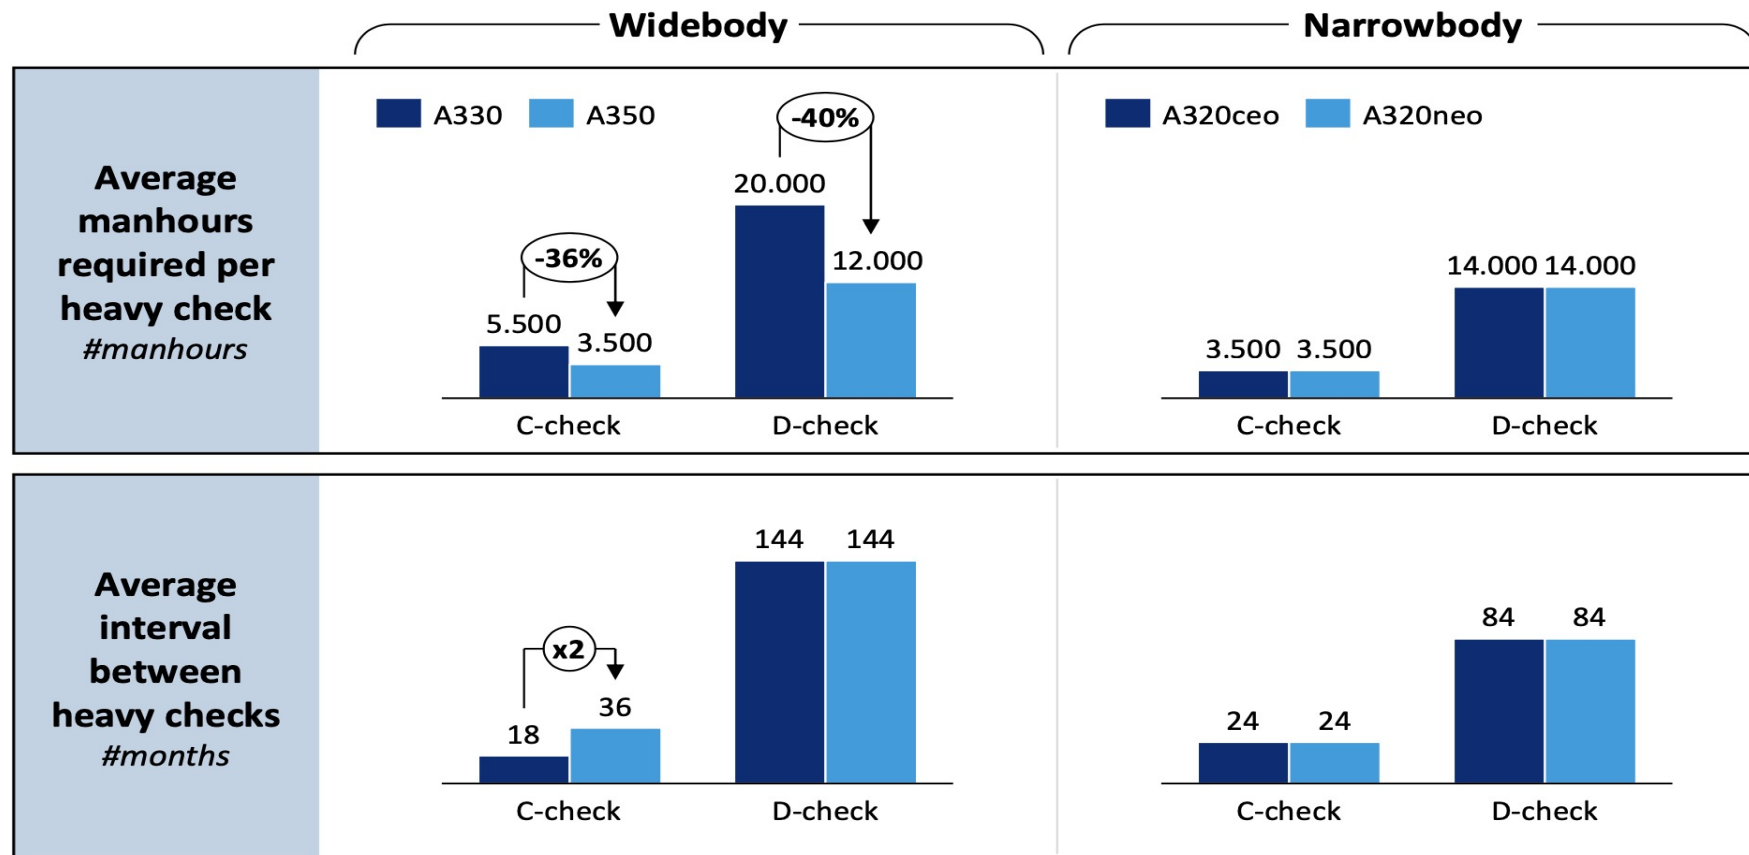 Widebody
Narrowbody
Average
manhours
required per
heavy check
#manhours
A330 A350
-36%
-40%
5.500 3.500
20.000 12.000
C-check D-check
A320ceo A320neo
3.500 3.500
14.000 14.000
C-check D-check
Average
interval
between
heavy checks
#months
x2
18 36
144 144
C-check D-check
24 24
84 84
C-check D-check